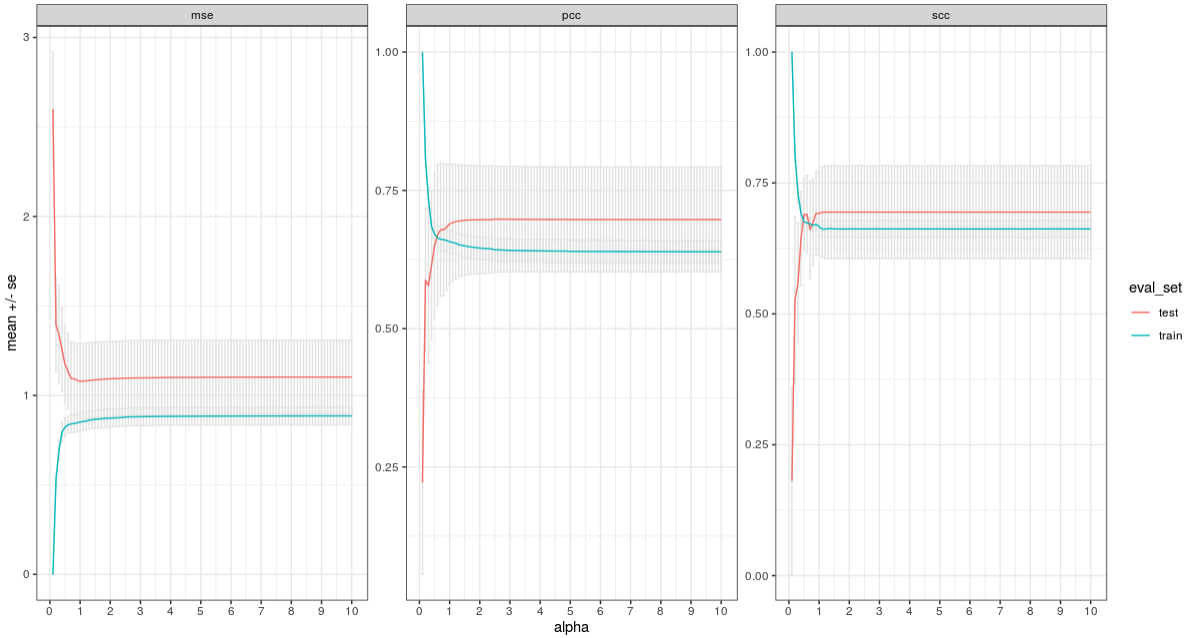 mse
pcc
scc
mean +/- se
3
2
1
0
0 1 2 3 4 5 6 7 8 9 10
1.00
0.75
0.50
0.25
0 1 2 3 4 5 6 7 8 9 10
1.00
0.75
0.50
0.25
0.00
0 1 2 3 4 5 6 7 8 9 10
alpha
eval_set
test
train